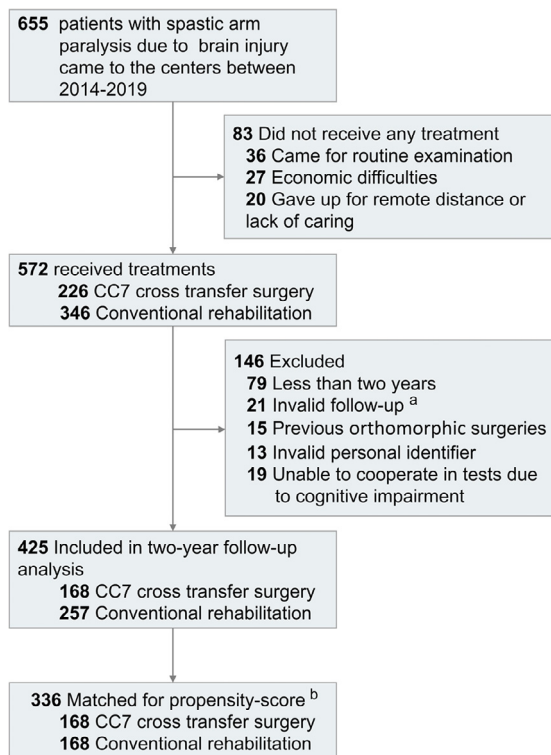 655 patients with spastic arm
paralysis due to brain injury
came to the centers between
2014-2019
83 Did not receive any treatment
36 Came for routine examination
27 Economic difficulties
20 Gave up for remote distance or
lack of caring
572 received treatments
226 CC7 cross transfer surgery
346 Conventional rehabilitation
146 Excluded
79 Less than two years
21 Invalid follow-up a
15 Previous orthomorphic surgeries
13 Invalid personal identifier
19 Unable to cooperate in tests due
to cognitive impairment
425 Included in two-year follow-up
analysis
168 CC7 cross transfer surgery
257 Conventional rehabilitation
336 Matched for propensity-score b
168 CC7 cross transfer surgery
168 Conventional rehabilitation